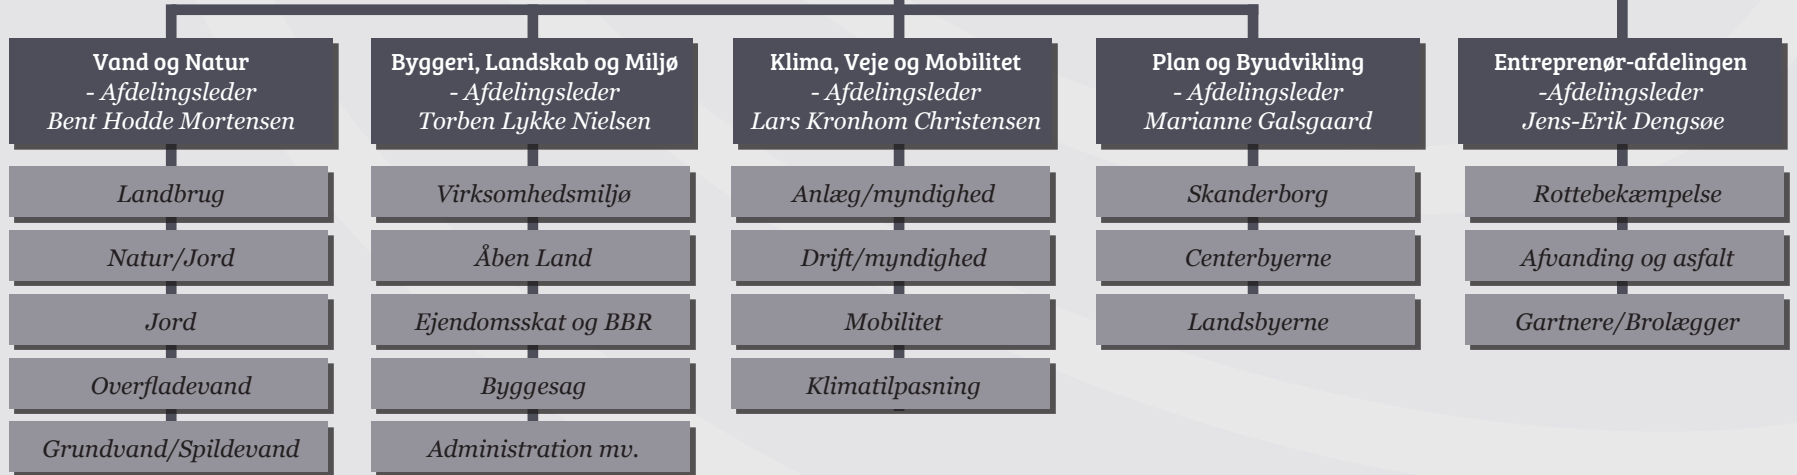 Vand og Natur
- Afdelingsleder
Bent Hodde Mortensen
Landbrug
Natur/Jord
Jord
Overfladevand
Grundvand/Spildevand
Byggeri, Landskab og Miljø
- Afdelingsleder
Torben Lykke Nielsen
Virksomhedsmiljø
Åben Land
Ejendomsskat og BBR
Byggesag
Administration mv.
Klima, Veje og Mobilitet
- Afdelingsleder
Lars Kronhom Christensen
Anlæg/myndighed
Drift/myndighed
Mobilitet
Klimatilpasning
Plan og Byudvikling
- Afdelingsleder
Marianne Galsgaard
Skanderborg
Centerbyerne
Landsbyerne
Entreprenør-afdelingen
-Afdelingsleder
Jens-Erik Dengsøe
Rottebekæmpelse
Afvanding og asfalt
Gartnere/Brolægger